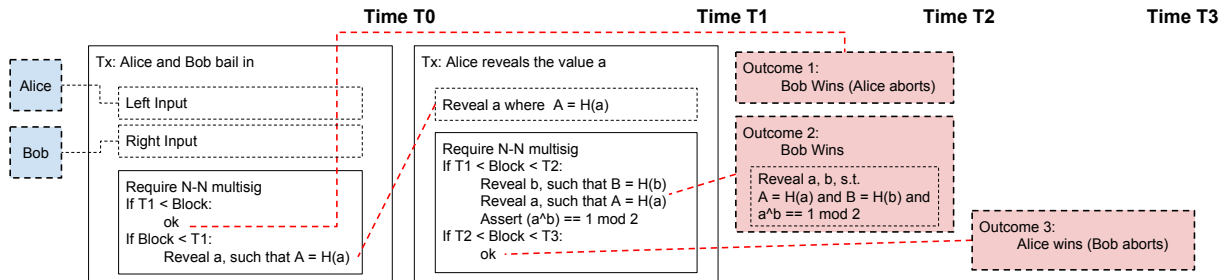 Time T0
Time T1
Time T2
Time T3
Alice
Bob
Tx: Alice and Bob bail in
Left Input
Right Input
Require N-N multisig
If T1 < Block:
ok
If Block < T1:
Reveal a, such that A = H(a)
Tx: Alice reveals the value a
Reveal a where  A = H(a)
Require N-N multisig
If T1 < Block < T2:
Reveal b, such that B = H(b)
Reveal a, such that A = H(a)
Assert (a^b) == 1 mod 2
If T2 < Block < T3:
ok
Outcome 1:
Bob Wins (Alice aborts)
Outcome 2:
Bob Wins
Reveal a, b, s.t.
A = H(a) and B = H(b) and
a^b == 1 mod 2
Outcome 3:
Alice wins (Bob aborts)